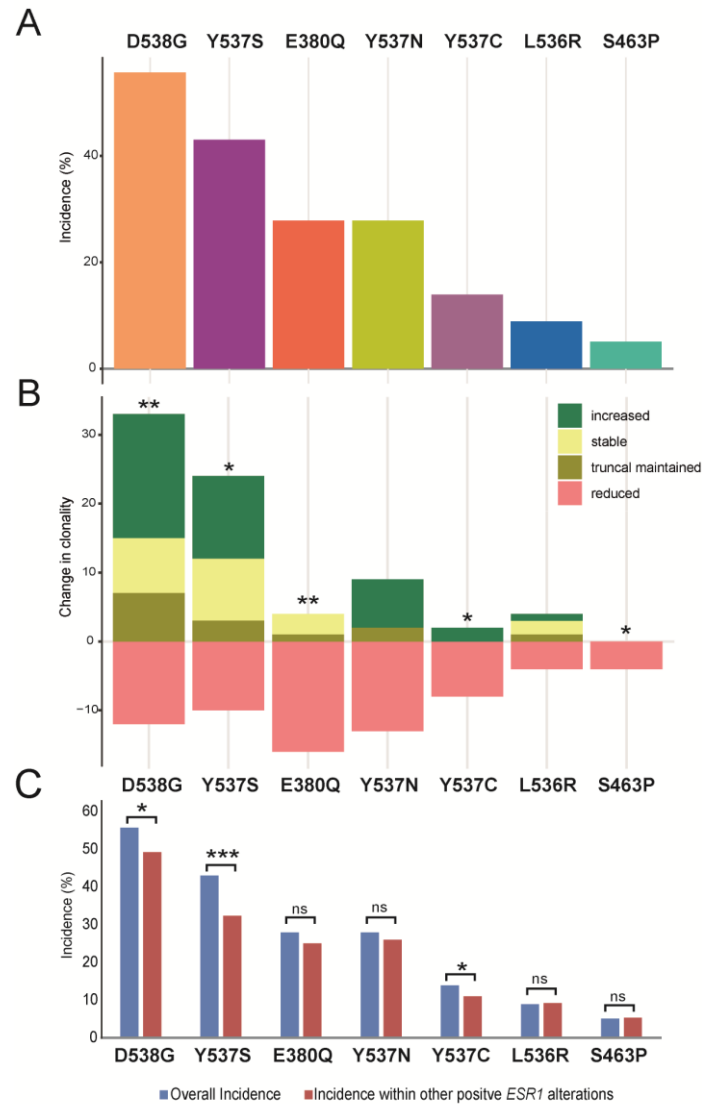 A
D538G Y537S E380Q Y537N Y537C L536R S463P
Incidence (%)
40
20
0
B
Change in clonality
30
20
10
0
−10
** * ** * *
increased
stable
truncal maintained
reduced
D538G Y537S E380Q Y537N Y537C L536R S463P
C
Incidence (%)
60
50
40
30
20
10
0
* *** ns ns * ns ns
D538G Y537S E380Q Y537N Y537C L536R S463P
Overall Incidence Incidence within other positve ESR1 alterations